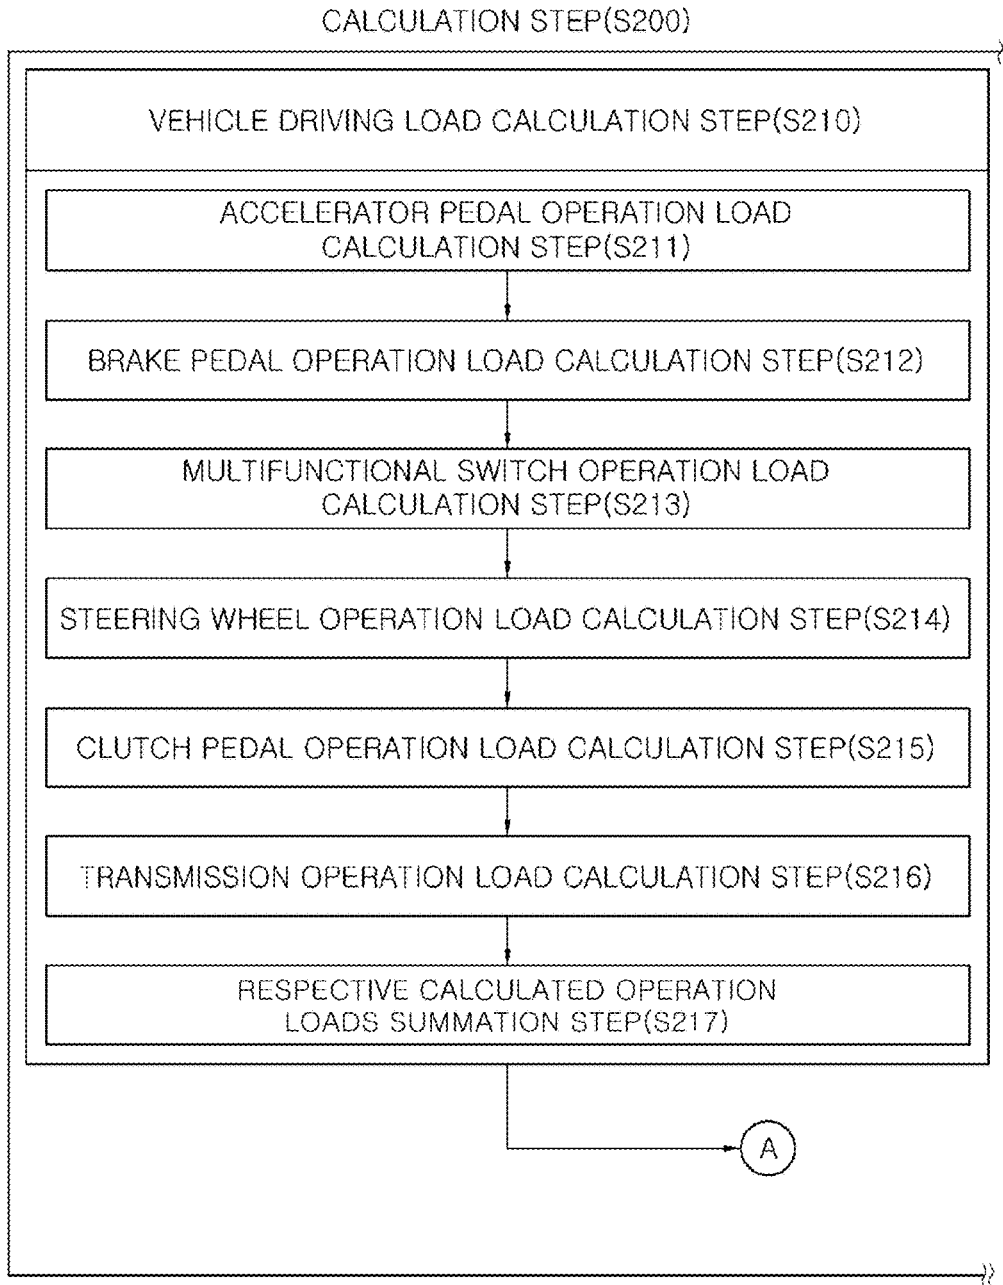 CALCULATION STEP(S200)
VEHICLE DRIVING LOAD CALCULATION STEP(S210)
ACCELERATOR PEDAL OPERATION LOAD
CALCULATION STEP(S211)
BRAKE PEDAL OPERATION LOAD CALCULATION STEP(S212)
MULTIFUNCTIONAL SWITCH OPERATION LOAD
CALCULATION STEP(S213)
STEERING WHEEL OPERATION LOAD CALCULATION STEP(S214)
CLUTCH PEDAL OPERATION LOAD CALCULATION STEP(S215)
TRANSMISSION OPERATION LOAD CALCULATION STEP(S216)
RESPECTIVE CALCULATED OPERATION
LOADS SUMMATION STEP(S217)
A